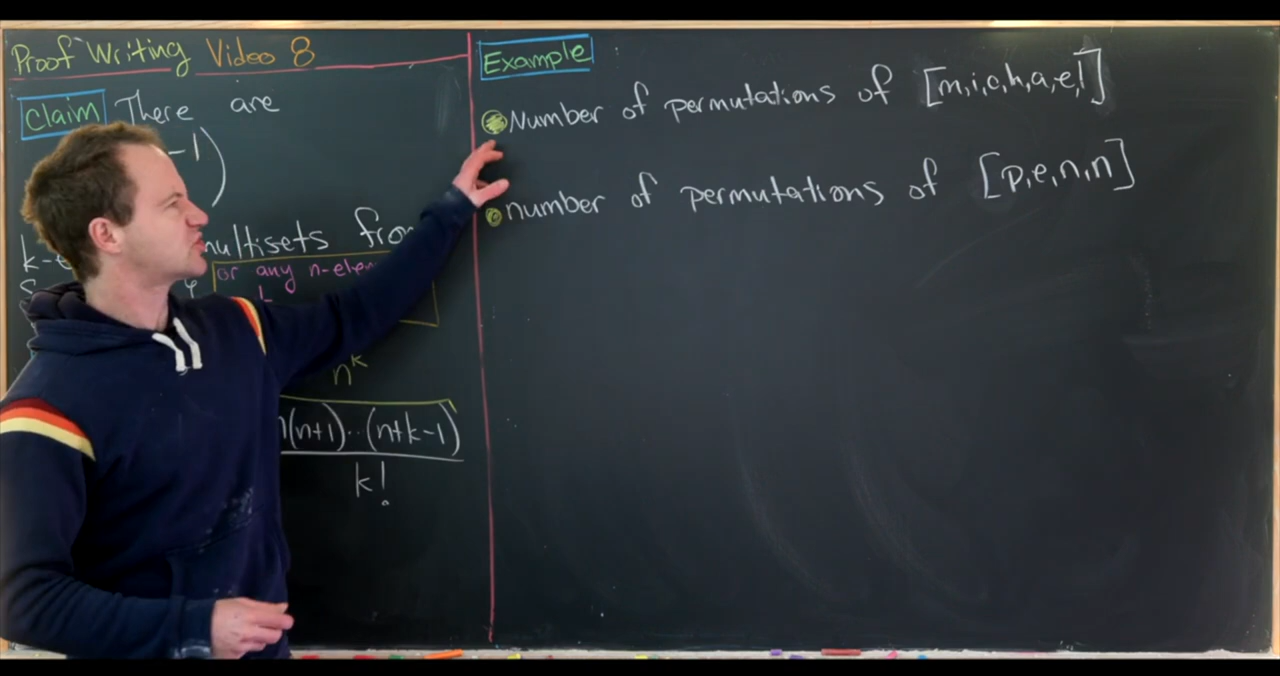 Proof Writing Video 8
Claim There are
-1)
k-e multisets from
or any n-elem
n^k
n(n+1)...(n+k-1)
k!
Example
Number of permutations of [m,i,c,h,a,e,l]
number of permutations of [p,e,n,n]